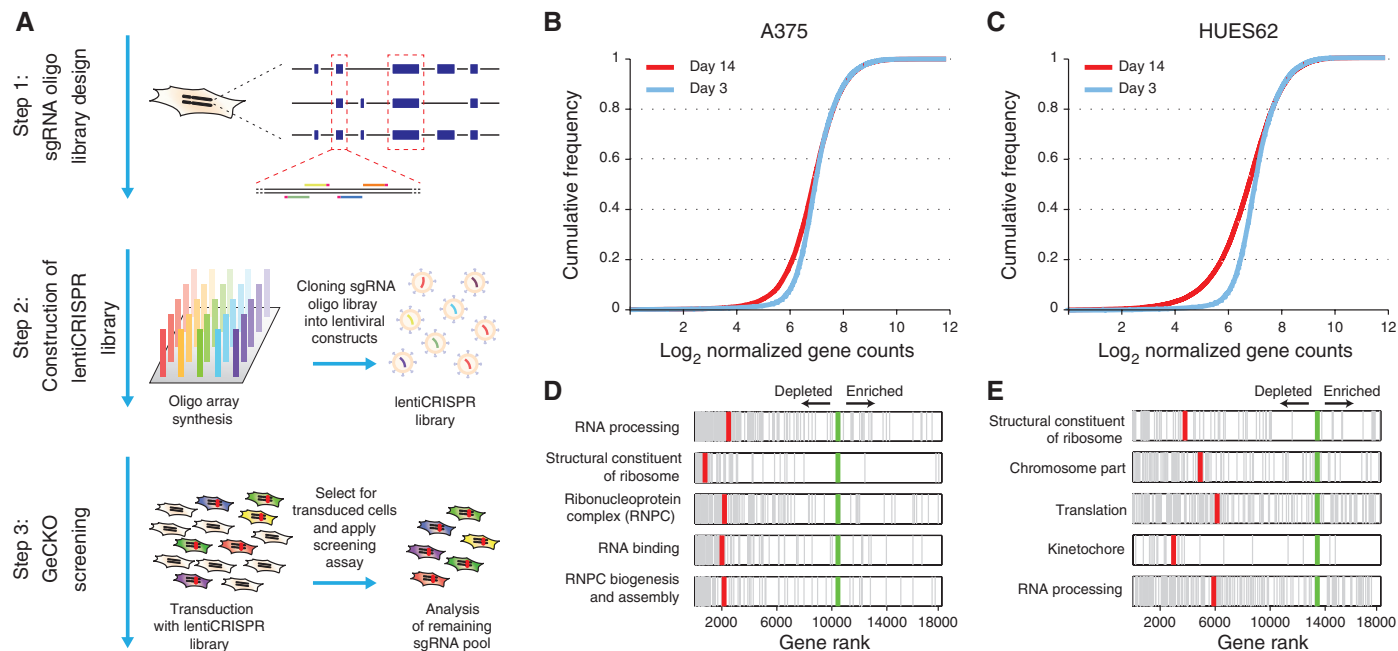 A
Step 1:
sgRNA oligo
library design
Step 2:
Construction of
lentiCRISPR
library
Oligo array
synthesis
Cloning sgRNA
oligo libray
into lentiviral
constructs
lentiCRISPR
library
Step 3:
GeCKO
screening
Transduction
with lentiCRISPR
library
Select for
transduced cells
and apply
screening
assay
Analysis
of remaining
sgRNA pool
B
A375
Cumulative frequency
1
0.8
0.6
0.4
0.2
0
Day 14
Day 3
2 4 6 8 10 12
Log2 normalized gene counts
C
HUES62
Cumulative frequency
1
0.8
0.6
0.4
0.2
0
Day 14
Day 3
2 4 6 8 10 12
Log2 normalized gene counts
D
Depleted Enriched
RNA processing
Structural constituent
of ribosome
Ribonucleoprotein
complex (RNPC)
RNA binding
RNPC biogenesis
and assembly
2000 6000 10000 14000 18000
Gene rank
E
Depleted Enriched
Structural constituent
of ribosome
Chromosome part
Translation
Kinetochore
RNA processing
2000 6000 10000 14000 18000
Gene rank